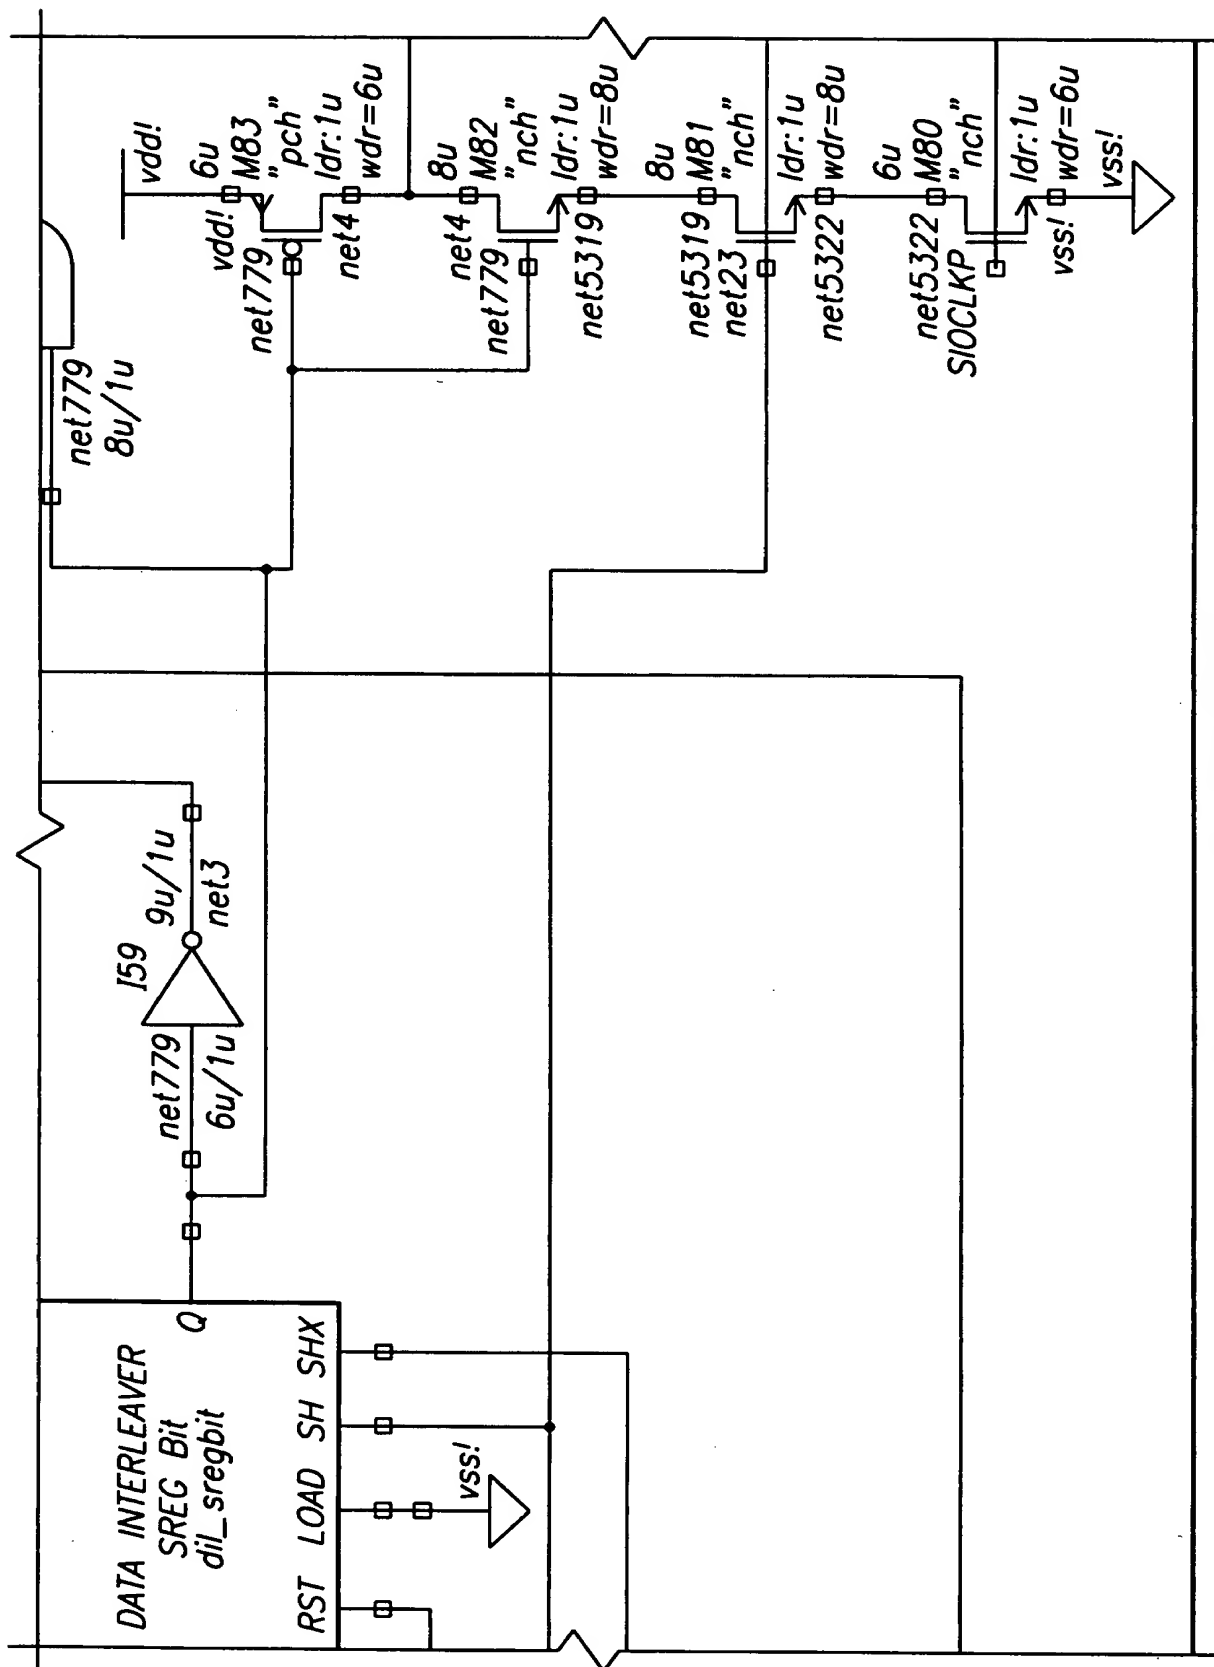 DATA INTERLEAVER
SREG Bit
dil_sregbit
Q
RST LOAD SH SHX
vss!
net779
6u/1u
I59
9u/1u
net3
net779
8u/1u
vdd!
6u
M83
"pch"
ldr:1u
wdr=6u
vdd!
net779
net4
8u
M82
"nch"
ldr:1u
wdr=8u
net4
net779
net5319
8u
M81
"nch"
ldr:1u
wdr=8u
net5319
net23
net5322
6u
M80
"nch"
ldr:1u
wdr=6u
net5322
SIOCLKP
vss!
vss!